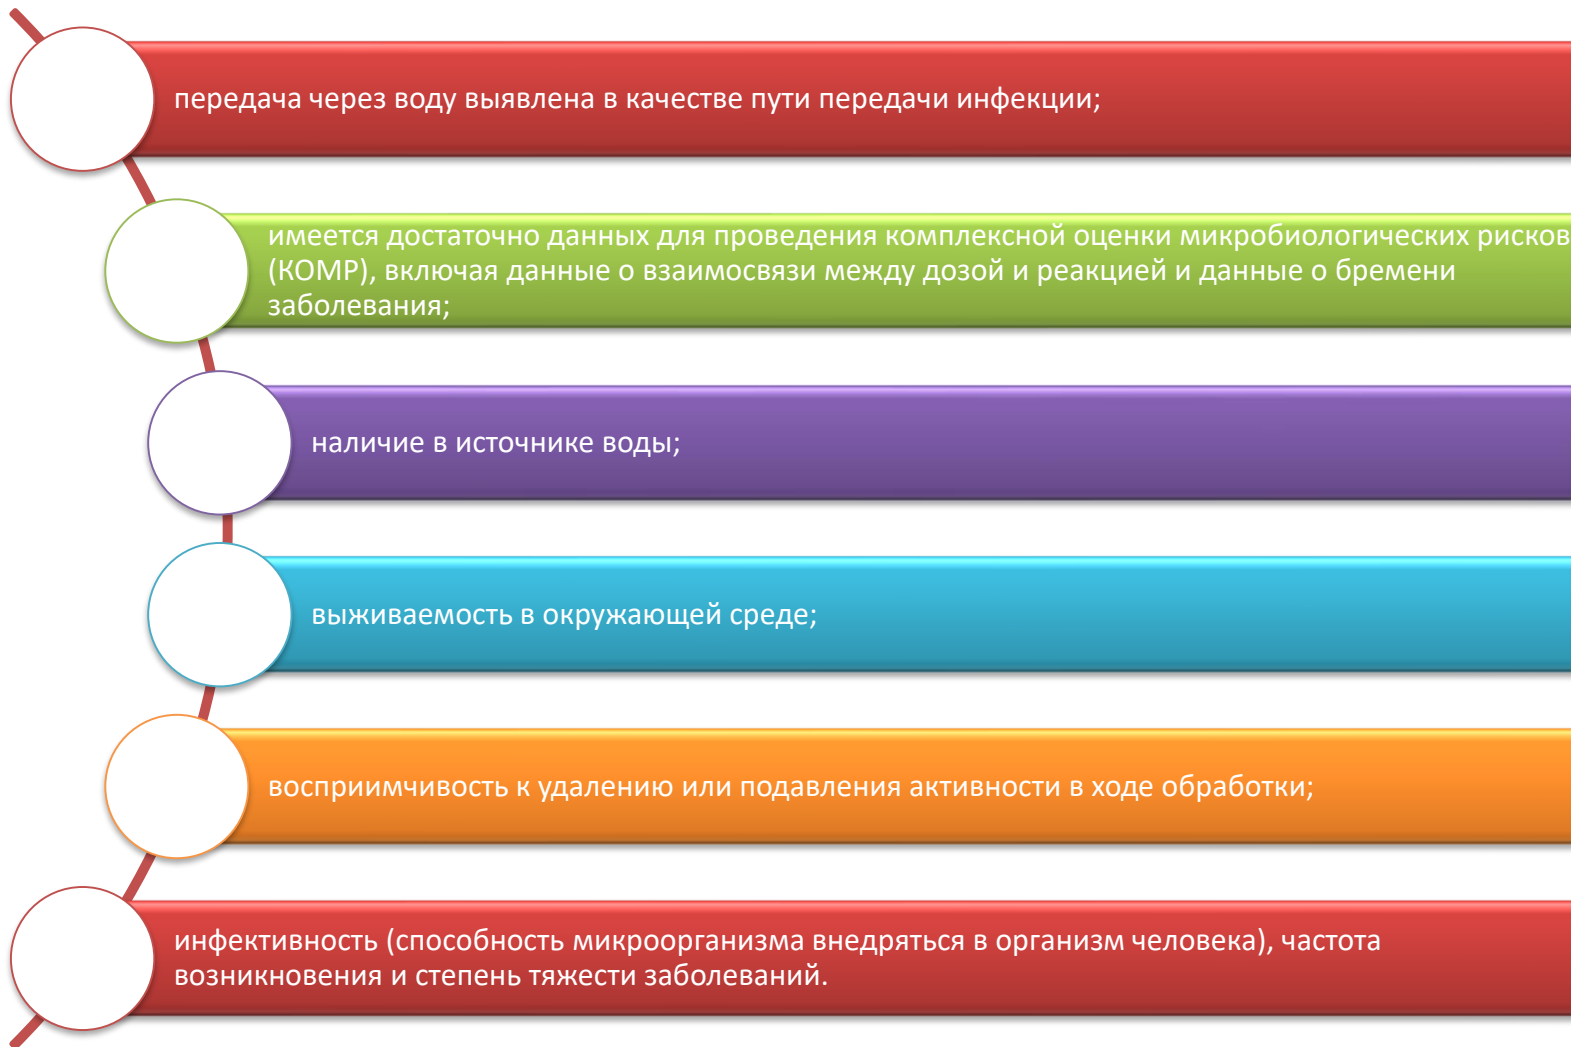 передача через воду выявлена в качестве пути передачи инфекции;
имеется достаточно данных для проведения комплексной оценки микробиологических рисков
(КОМР), включая данные о взаимосвязи между дозой и реакцией и данные о бремени
заболевания;
наличие в источнике воды;
выживаемость в окружающей среде;
восприимчивость к удалению или подавления активности в ходе обработки;
инфективность (способность микроорганизма внедряться в организм человека), частота
возникновения и степень тяжести заболеваний.